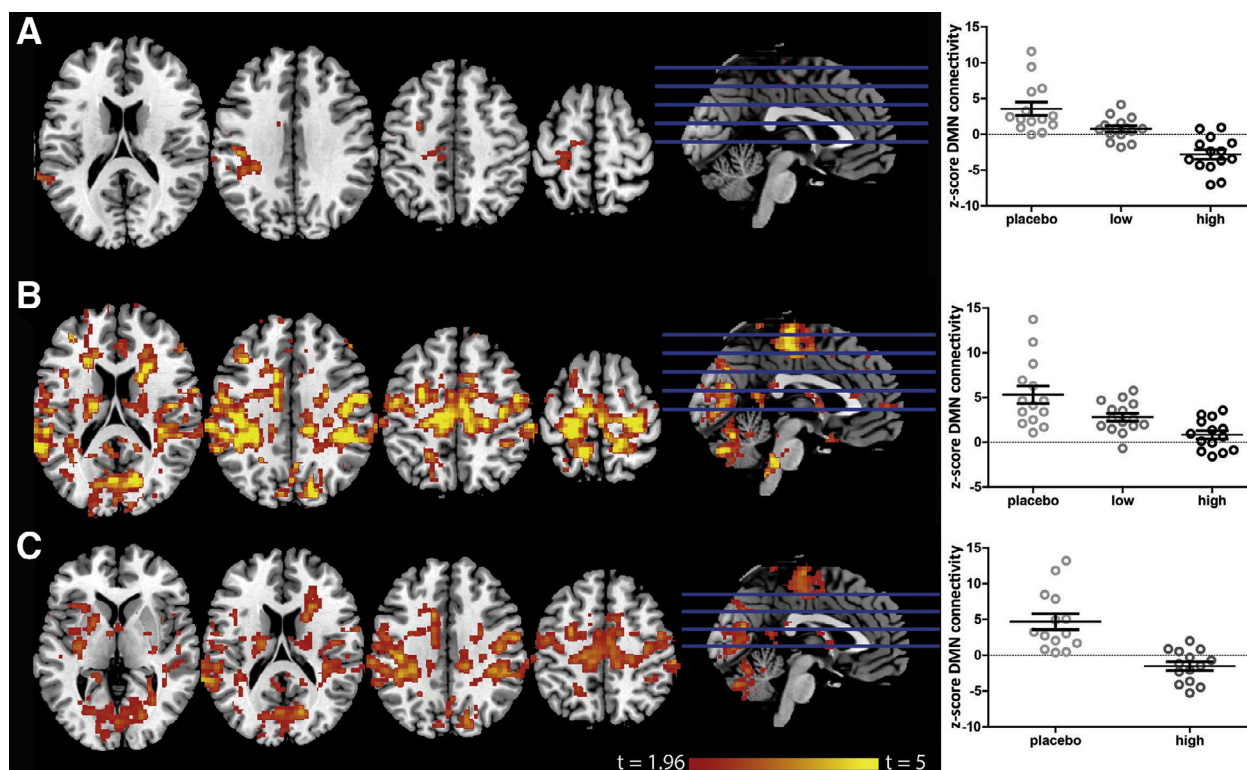 A
z-score DMN connectivity
15
10
5
0
-5
-10
placebo low high
B
z-score DMN connectivity
15
10
5
0
-5
placebo low high
C
z-score DMN connectivity
15
10
5
0
-5
-10
placebo high
t = 1.96 t = 5